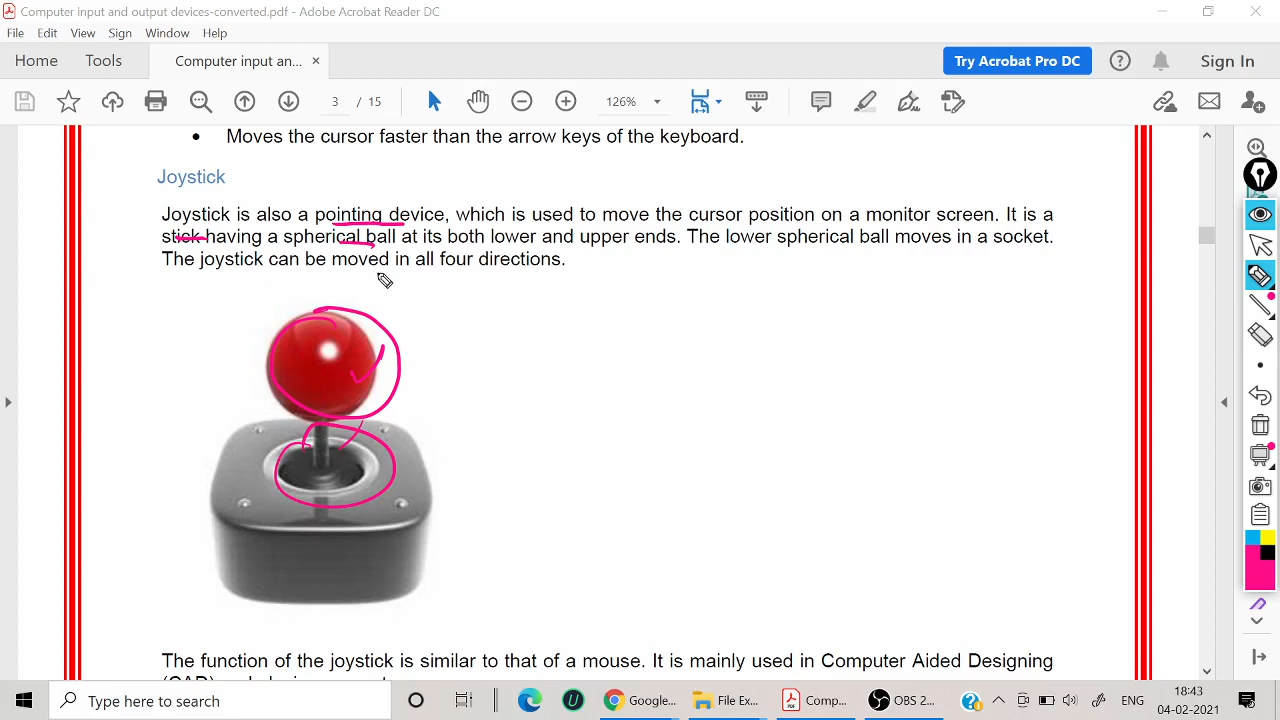 Computer input and output devices-converted.pdf - Adobe Acrobat Reader DC
File Edit View Sign Window Help
Home Tools Computer input an... × Try Acrobat Pro DC Sign In
3 / 15 126%
• Moves the cursor faster than the arrow keys of the keyboard.
Joystick
Joystick is also a pointing device, which is used to move the cursor position on a monitor screen. It is a
stick having a spherical ball at its both lower and upper ends. The lower spherical ball moves in a socket.
The joystick can be moved in all four directions.
The function of the joystick is similar to that of a mouse. It is mainly used in Computer Aided Designing
Type here to search Google... File Ex... Comp... OBS 2... ENG 18:43
04-02-2021